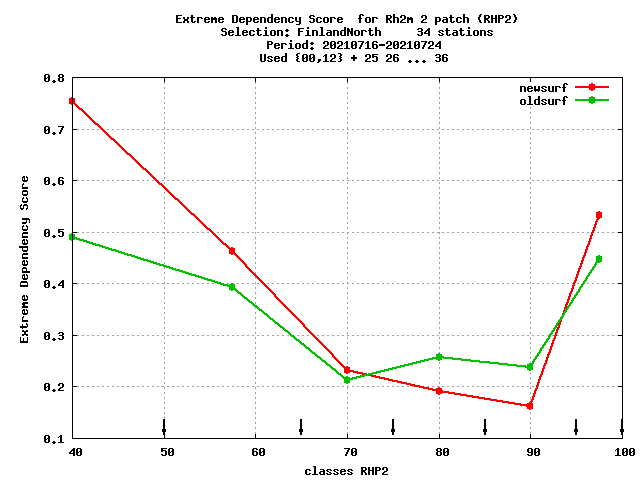 Extreme Dependency Score  for Rh2m 2 patch (RHP2)
Selection: FinlandNorth     34 stations
Period: 20210716-20210724
Used {00,12} + 25 26 ... 36
newsurf
oldsurf
0.8
0.7
0.6
0.5
0.4
0.3
0.2
0.1
Extreme Dependency Score
40 50 60 70 80 90 100
classes RHP2